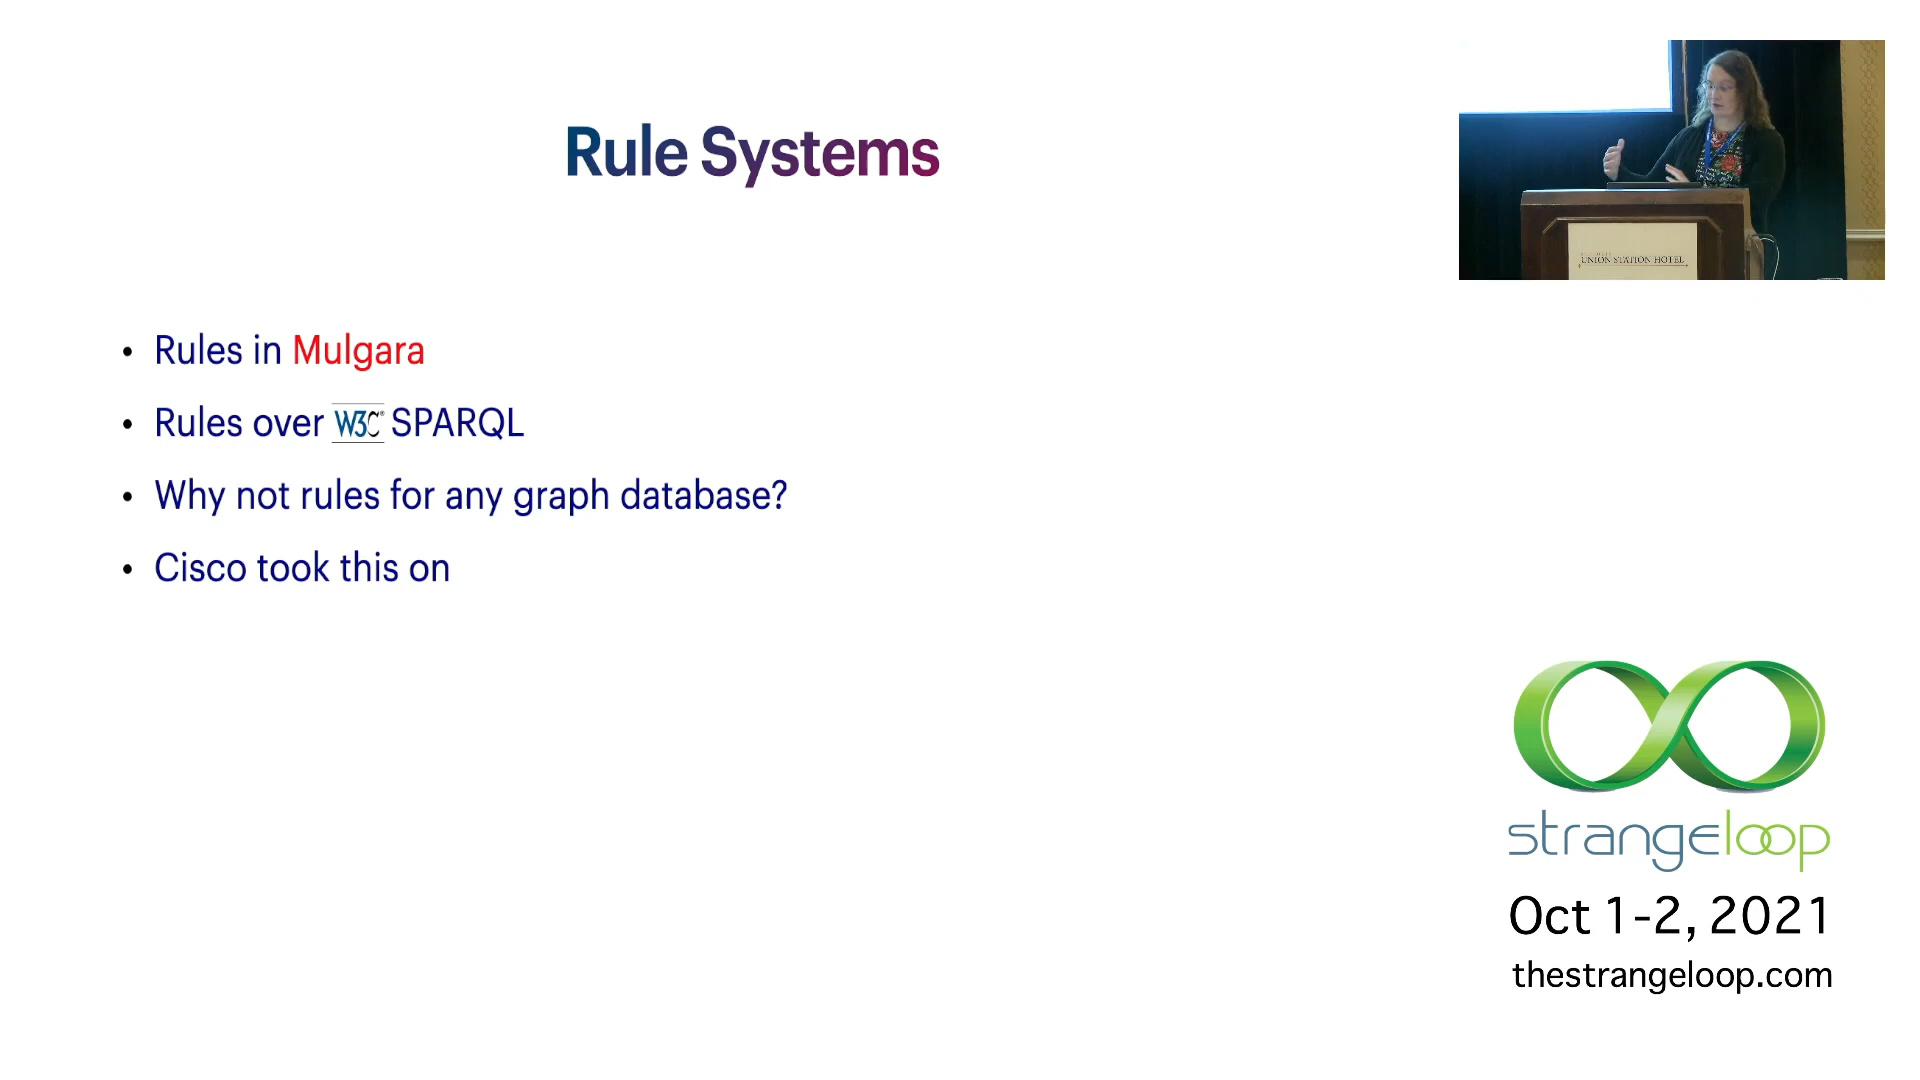 Rule Systems
UNION STATION HOTEL
• Rules in Mulgara
• Rules over W3C® SPARQL
• Why not rules for any graph database?
• Cisco took this on
strangeloop
Oct 1-2, 2021
thestrangeloop.com